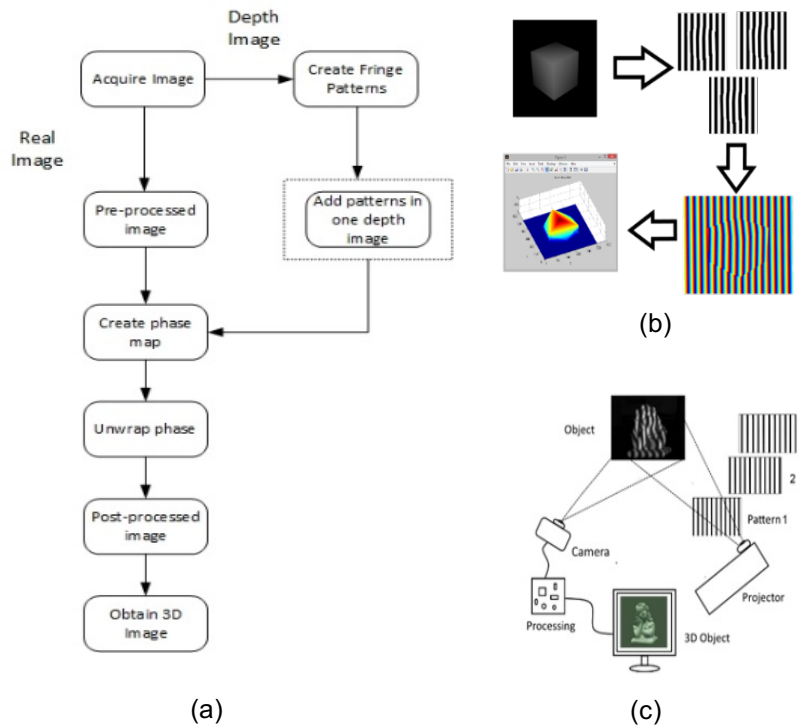 Depth
Image
Acquire Image
Create Fringe
Patterns
Real
Image
Pre-processed
image
Add patterns in
one depth
image
Create phase
map
Unwrap phase
Post-processed
image
Obtain 3D
Image
(a)
(b)
Object
2
Pattern 1
Camera
Projector
Processing
3D Object
(c)